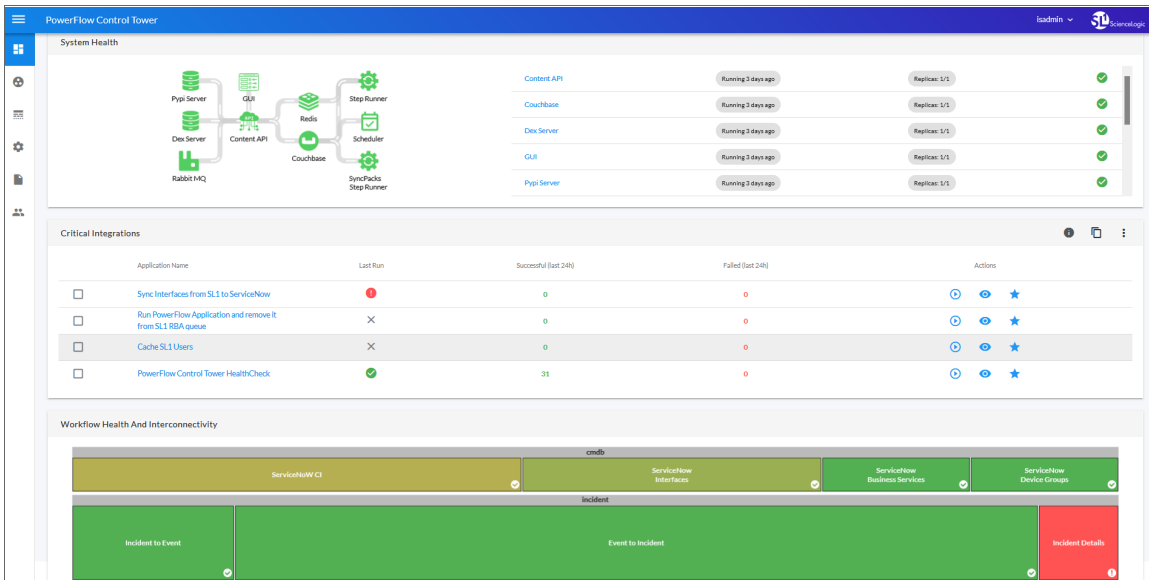 PowerFlow Control Tower
isadmin
SL1 ScienceLogic
System Health
Pypi Server
GUI
Step Runner
Redis
Dex Server
Content API
Scheduler
Couchbase
Rabbit MQ
SyncPacks
Step Runner
API
Content API Running 3 days ago Replicas: 1/1
Couchbase Running 3 days ago Replicas: 1/1
Dex Server Running 3 days ago Replicas: 1/1
GUI Running 3 days ago Replicas: 1/1
Pypi Server Running 3 days ago Replicas: 1/1
Critical Integrations
Application Name Last Run Successful (last 24h) Failed (last 24h) Actions
Sync Interfaces from SL1 to ServiceNow 0 0
Run PowerFlow Application and remove it
from SL1 RBA queue 0 0
Cache SL1 Users 0 0
PowerFlow Control Tower HealthCheck 31 0
Workflow Health And Interconnectivity
cmdb
ServiceNoW CI
ServiceNow
Interfaces
ServiceNow
Business Services
ServiceNow
Device Groups
incident
Incident to Event
Event to Incident
Incident Details